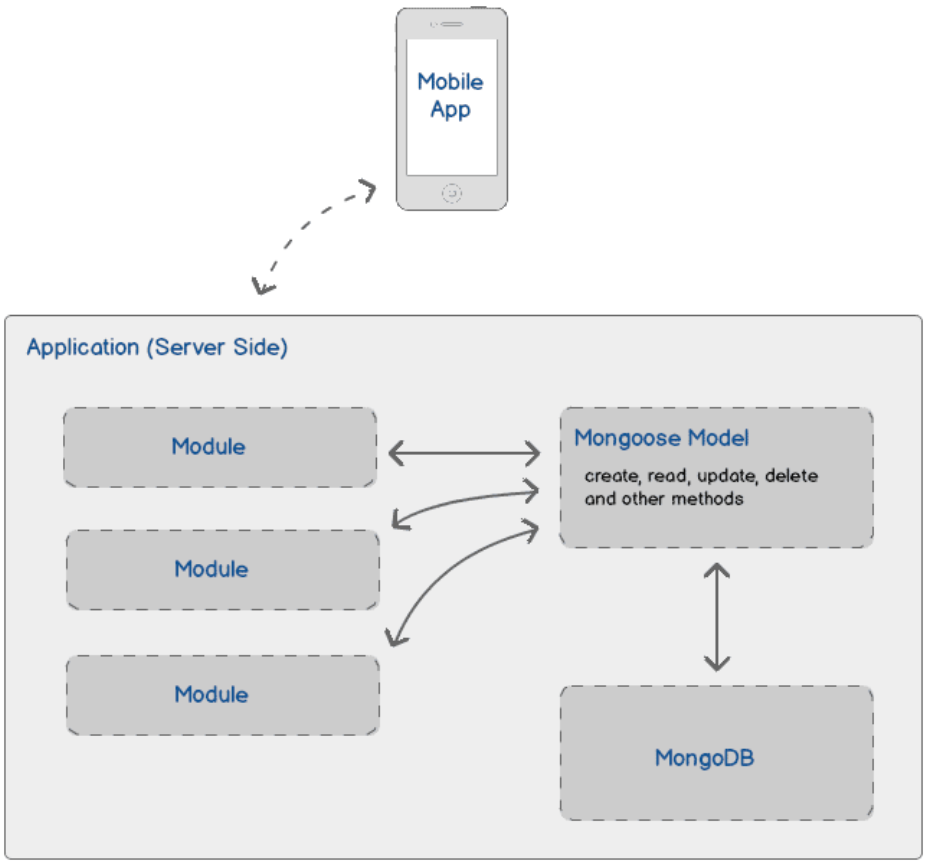 Mobile
App
Application (Server Side)
Module
Module
Module
Mongoose Model
create, read, update, delete
and other methods
MongoDB